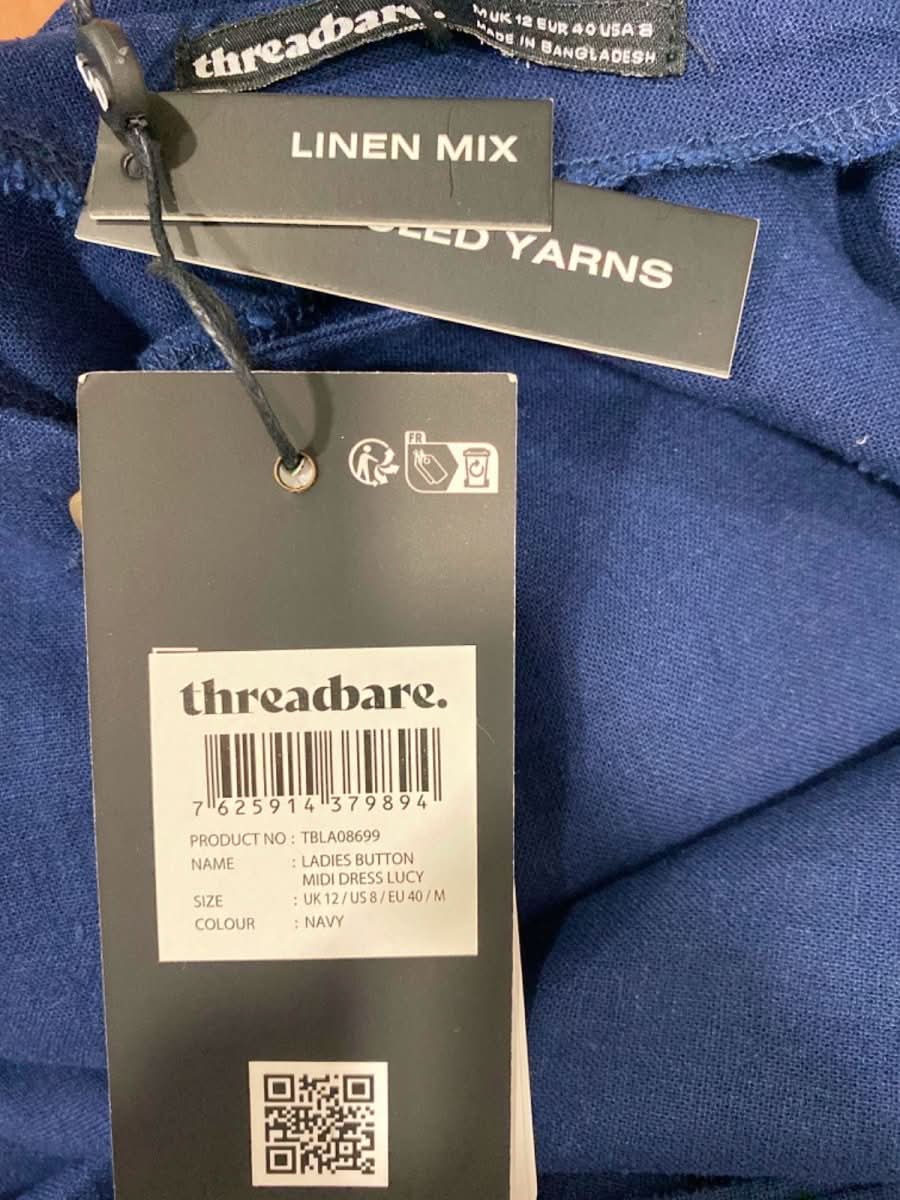 threadbare.
M UK 12 EUR 40 USA 8
MADE IN BANGLADESH
LINEN MIX
YARNS
FR
threadbare.
7 625914 379894
PRODUCT NO : TBLA08699
NAME : LADIES BUTTON
MIDI DRESS LUCY
SIZE : UK 12 / US 8 / EU 40 / M
COLOUR : NAVY